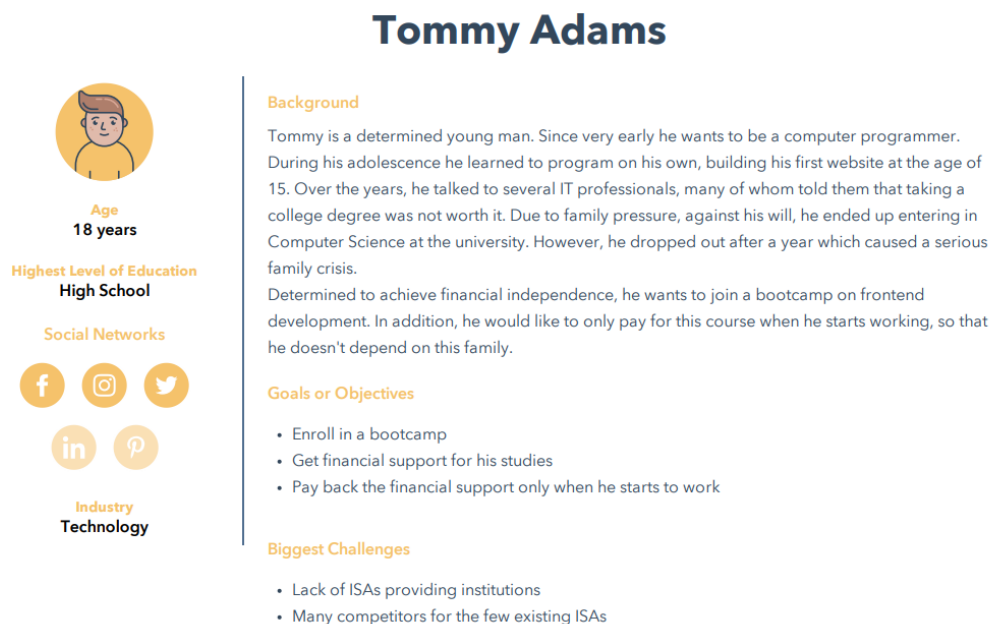 Tommy Adams
Age
18 years
Highest Level of Education
High School
Social Networks
f
in
Industry
Technology
Background
Tommy is a determined young man. Since very early he wants to be a computer programmer.
During his adolescence he learned to program on his own, building his first website at the age of
15. Over the years, he talked to several IT professionals, many of whom told them that taking a
college degree was not worth it. Due to family pressure, against his will, he ended up entering in
Computer Science at the university. However, he dropped out after a year which caused a serious
family crisis.
Determined to achieve financial independence, he wants to join a bootcamp on frontend
development. In addition, he would like to only pay for this course when he starts working, so that
he doesn't depend on this family.
Goals or Objectives
• Enroll in a bootcamp
• Get financial support for his studies
• Pay back the financial support only when he starts to work
Biggest Challenges
• Lack of ISAs providing institutions
• Many competitors for the few existing ISAs